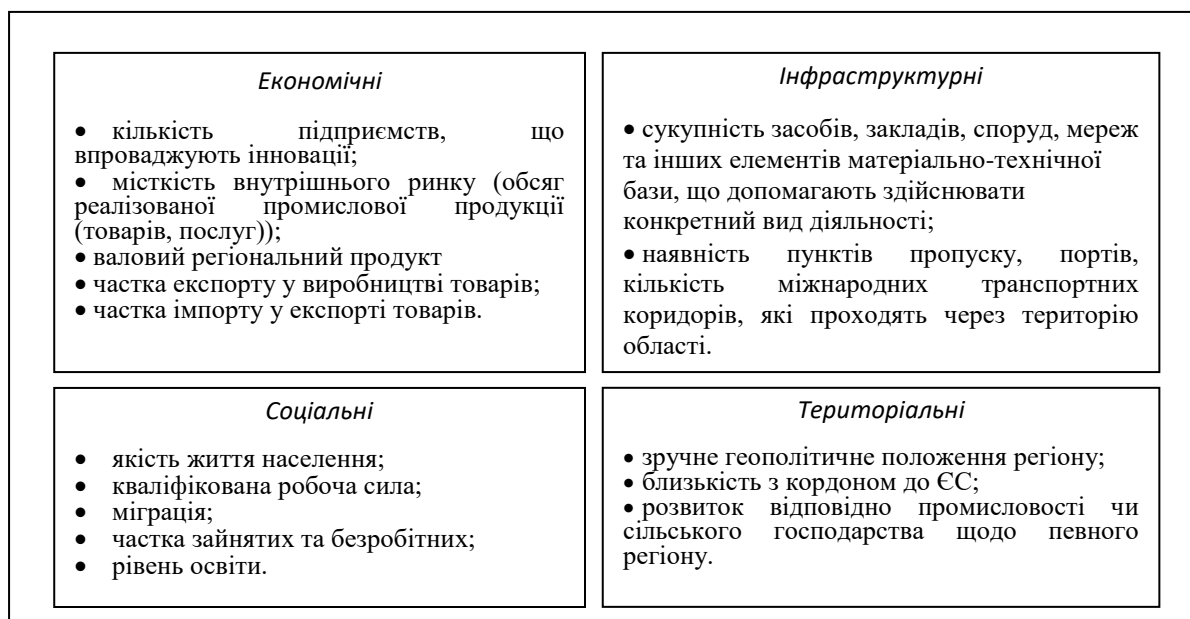 Економічні
• кількість підприємств, що
впроваджують інновації;
• місткість внутрішнього ринку (обсяг
реалізованої промислової продукції
(товарів, послуг));
• валовий регіональний продукт
• частка експорту у виробництві товарів;
• частка імпорту у експорті товарів.
Інфраструктурні
• сукупність засобів, закладів, споруд, мереж
та інших елементів матеріально-технічної
бази, що допомагають здійснювати
конкретний вид діяльності;
• наявність пунктів пропуску, портів,
кількість міжнародних транспортних
коридорів, які проходять через територію
області.
Соціальні
• якість життя населення;
• кваліфікована робоча сила;
• міграція;
• частка зайнятих та безробітних;
• рівень освіти.
Територіальні
• зручне геополітичне положення регіону;
• близькість з кордоном до ЄС;
• розвиток відповідно промисловості чи
сільського господарства щодо певного
регіону.